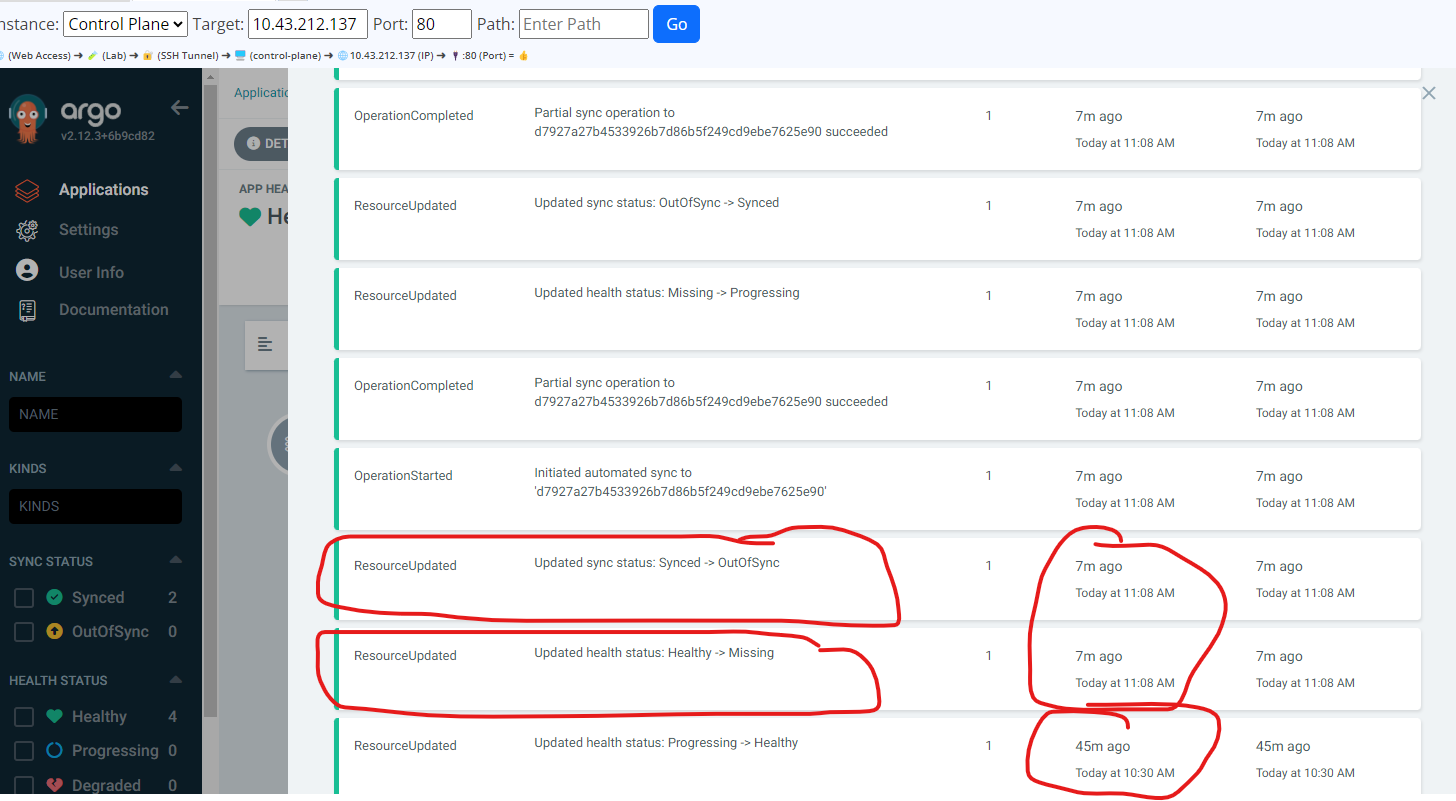 nstance: Control Plane Target: 10.43.212.137 Port: 80 Path: Enter Path Go
(Web Access) ➜ (Lab) ➜ (SSH Tunnel) ➜ (control-plane) ➜ 10.43.212.137 (IP) ➜ :80 (Port) = 👍
argo
v2.12.3+6b9cd82
Applications
Settings
User Info
Documentation
NAME
NAME
KINDS
KINDS
SYNC STATUS
Synced 2
OutOfSync 0
HEALTH STATUS
Healthy 4
Progressing 0
Degraded 0
Applicatic
DET
APP HEA
He
OperationCompleted Partial sync operation to 1 7m ago 7m ago
d7927a27b4533926b7d86b5f249cd9ebe7625e90 succeeded Today at 11:08 AM Today at 11:08 AM
ResourceUpdated Updated sync status: OutOfSync -> Synced 1 7m ago 7m ago
Today at 11:08 AM Today at 11:08 AM
ResourceUpdated Updated health status: Missing -> Progressing 1 7m ago 7m ago
Today at 11:08 AM Today at 11:08 AM
OperationCompleted Partial sync operation to 1 7m ago 7m ago
d7927a27b4533926b7d86b5f249cd9ebe7625e90 succeeded Today at 11:08 AM Today at 11:08 AM
OperationStarted Initiated automated sync to 1 7m ago 7m ago
'd7927a27b4533926b7d86b5f249cd9ebe7625e90' Today at 11:08 AM Today at 11:08 AM
ResourceUpdated Updated sync status: Synced -> OutOfSync 1 7m ago 7m ago
Today at 11:08 AM Today at 11:08 AM
ResourceUpdated Updated health status: Healthy -> Missing 1 7m ago 7m ago
Today at 11:08 AM Today at 11:08 AM
ResourceUpdated Updated health status: Progressing -> Healthy 1 45m ago 45m ago
Today at 10:30 AM Today at 10:30 AM